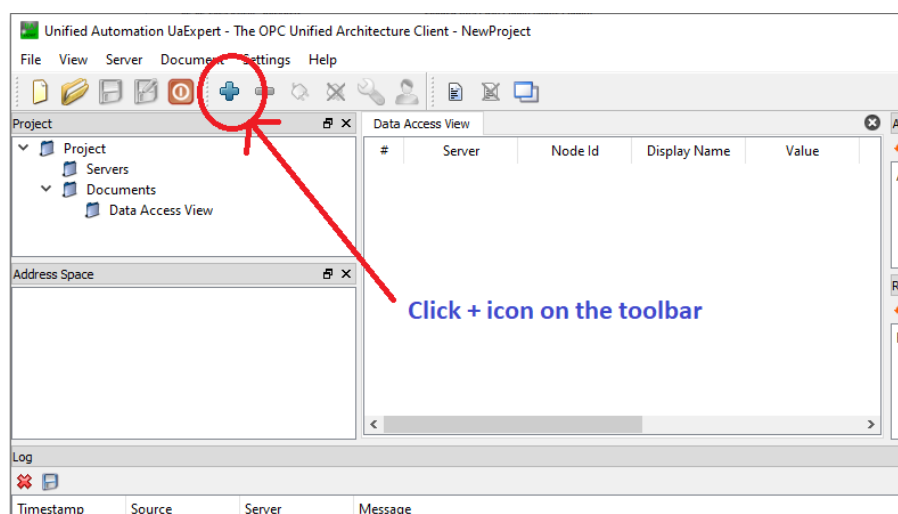 Unified Automation UaExpert - The OPC Unified Architecture Client - NewProject
File View Server Document Settings Help
Project
Data Access View
Project
Servers
Documents
Data Access View
# Server Node Id Display Name Value
Address Space
Click + icon on the toolbar
Log
Timestamp Source Server Message